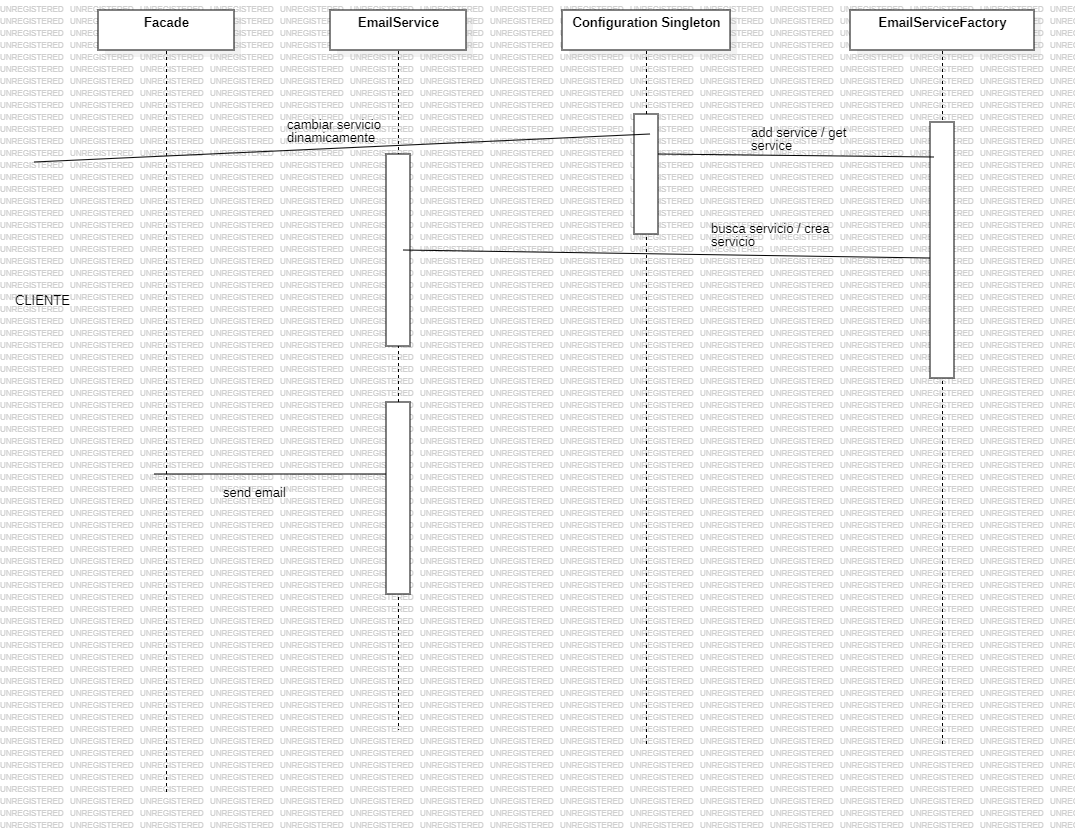 Facade
EmailService
Configuration Singleton
EmailServiceFactory
cambiar servicio
dinamicamente
add service / get
service
busca servicio / crea
servicio
CLIENTE
send email
UNREGISTERED